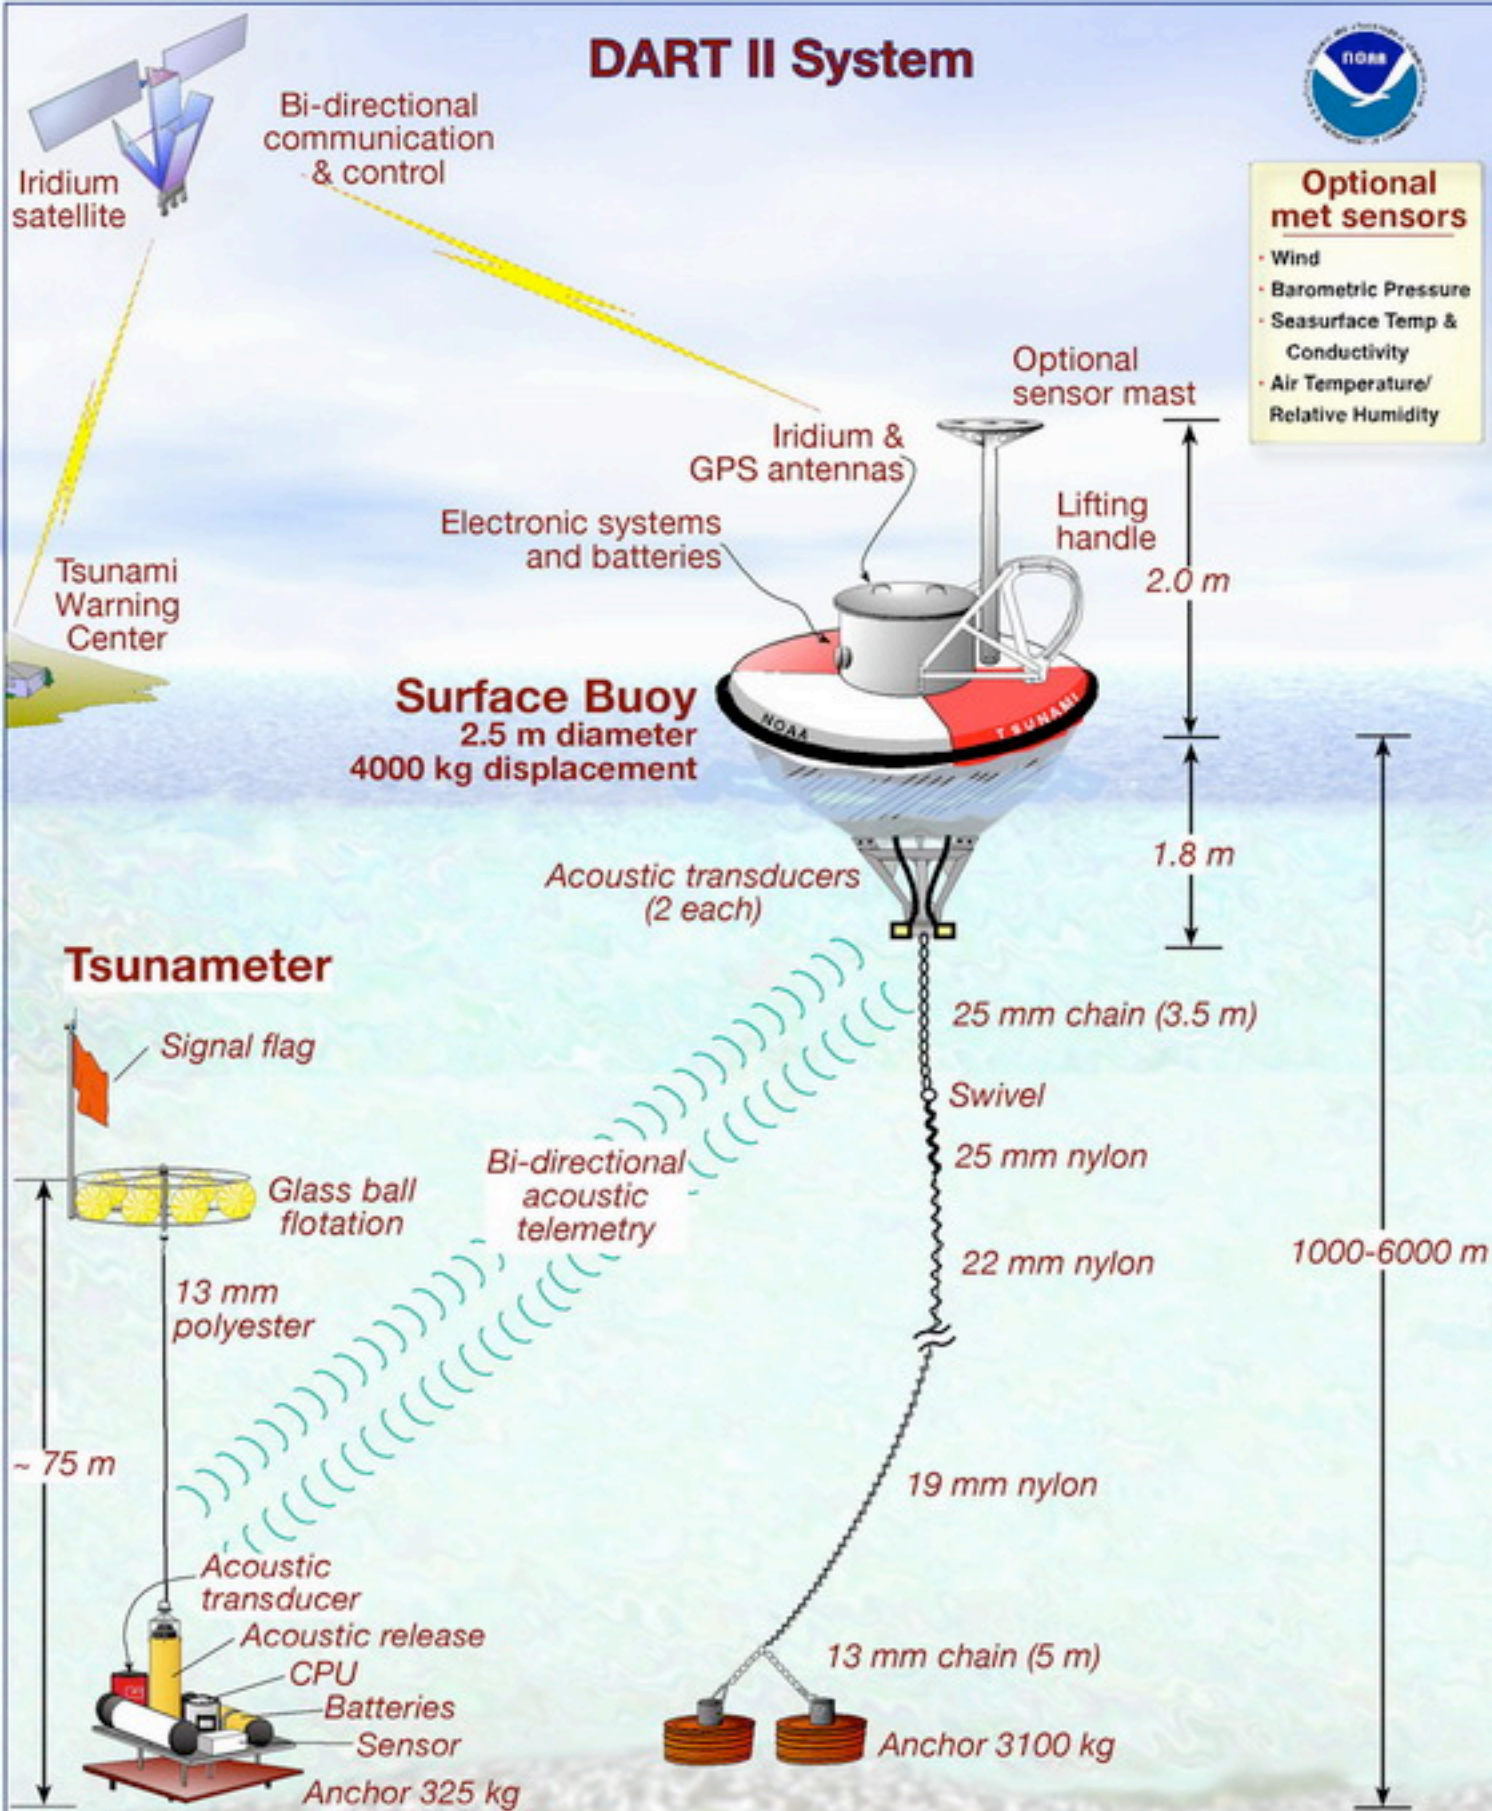 DART II System
NOAA
Bi-directional
communication
& control
Iridium
satellite
Optional
met sensors
· Wind
· Barometric Pressure
· Seasurface Temp &
Conductivity
· Air Temperature/
Relative Humidity
Optional
sensor mast
Iridium &
GPS antennas
Lifting
handle
2.0 m
Electronic systems
and batteries
Tsunami
Warning
Center
Surface Buoy
2.5 m diameter
4000 kg displacement
NOAA
TSUNAMI
1.8 m
Acoustic transducers
(2 each)
Tsunameter
Signal flag
25 mm chain (3.5 m)
Swivel
25 mm nylon
Bi-directional
acoustic
telemetry
Glass ball
flotation
22 mm nylon
1000-6000 m
13 mm
polyester
~ 75 m
19 mm nylon
Acoustic
transducer
Acoustic release
CPU
Batteries
Sensor
Anchor 325 kg
13 mm chain (5 m)
Anchor 3100 kg